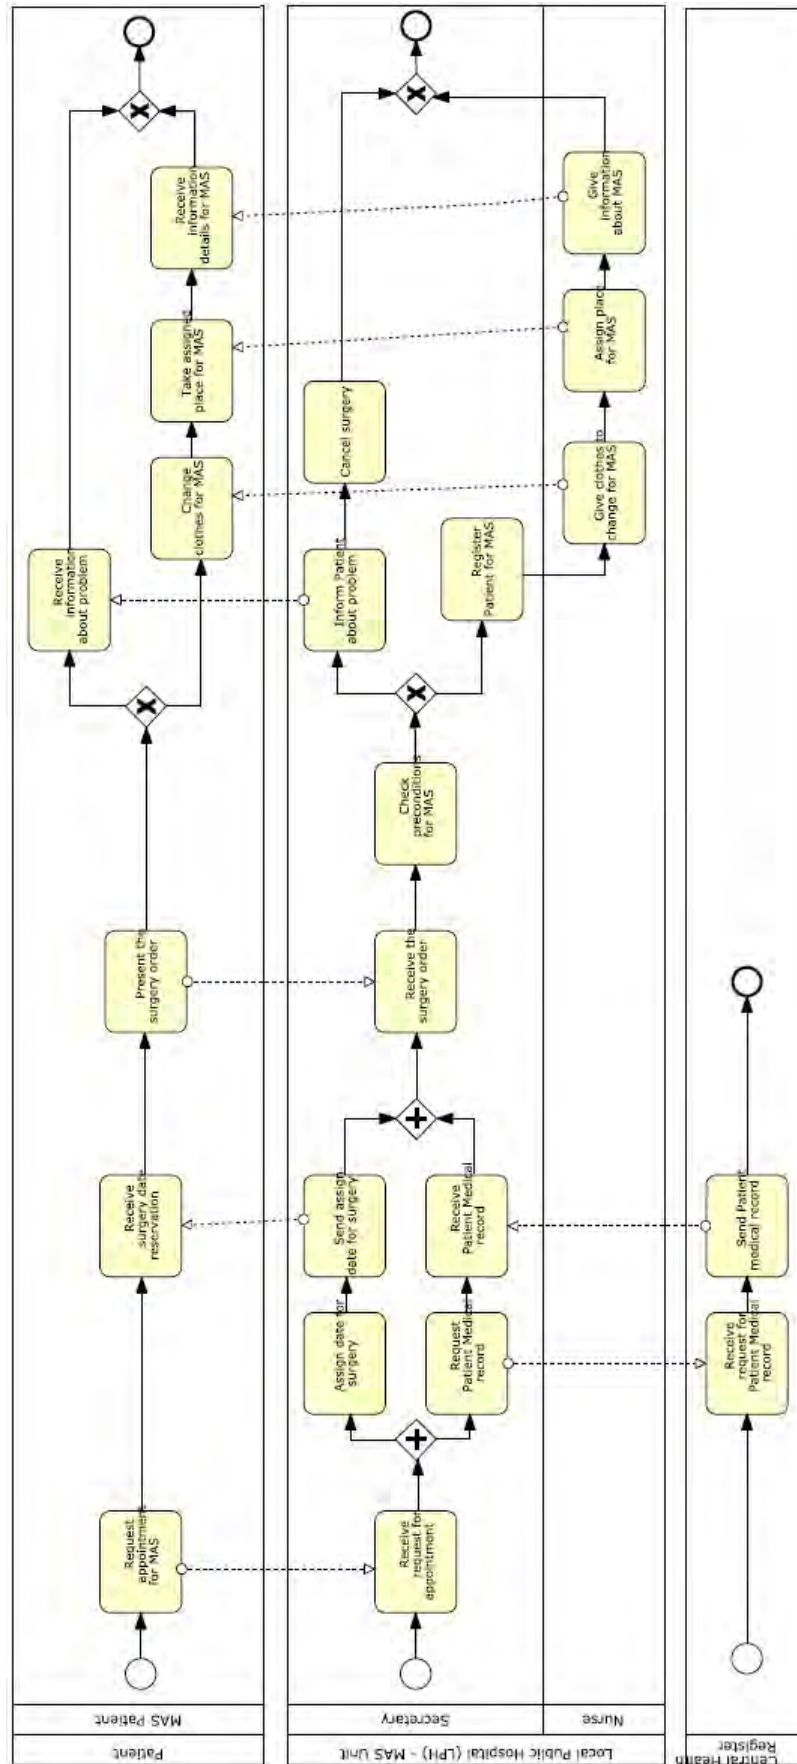 Patient
MAS Patient
Request
appointment
for MAS
Receive
surgery date
reservation
Present the
surgery order
Receive
information
about problem
Change
clothes for MAS
Take assigned
place for MAS
Receive
information
details for MAS
Local Public Hospital (LPH) - MAS Unit
Secretary
Receive
request for
appointment
Assign date for
surgery
Send assign
date for surgery
Request
Patient Medical
record
Receive
Patient Medical
record
Receive the
surgery order
Check
preconditions
for MAS
Inform Patient
about problem
Cancel surgery
Register
Patient for MAS
Nurse
Give clothes to
change for MAS
Assign place
for MAS
Give
information
about MAS
Central Health
Register
Receive
request for
Patient Medical
record
Send Patient
medical record